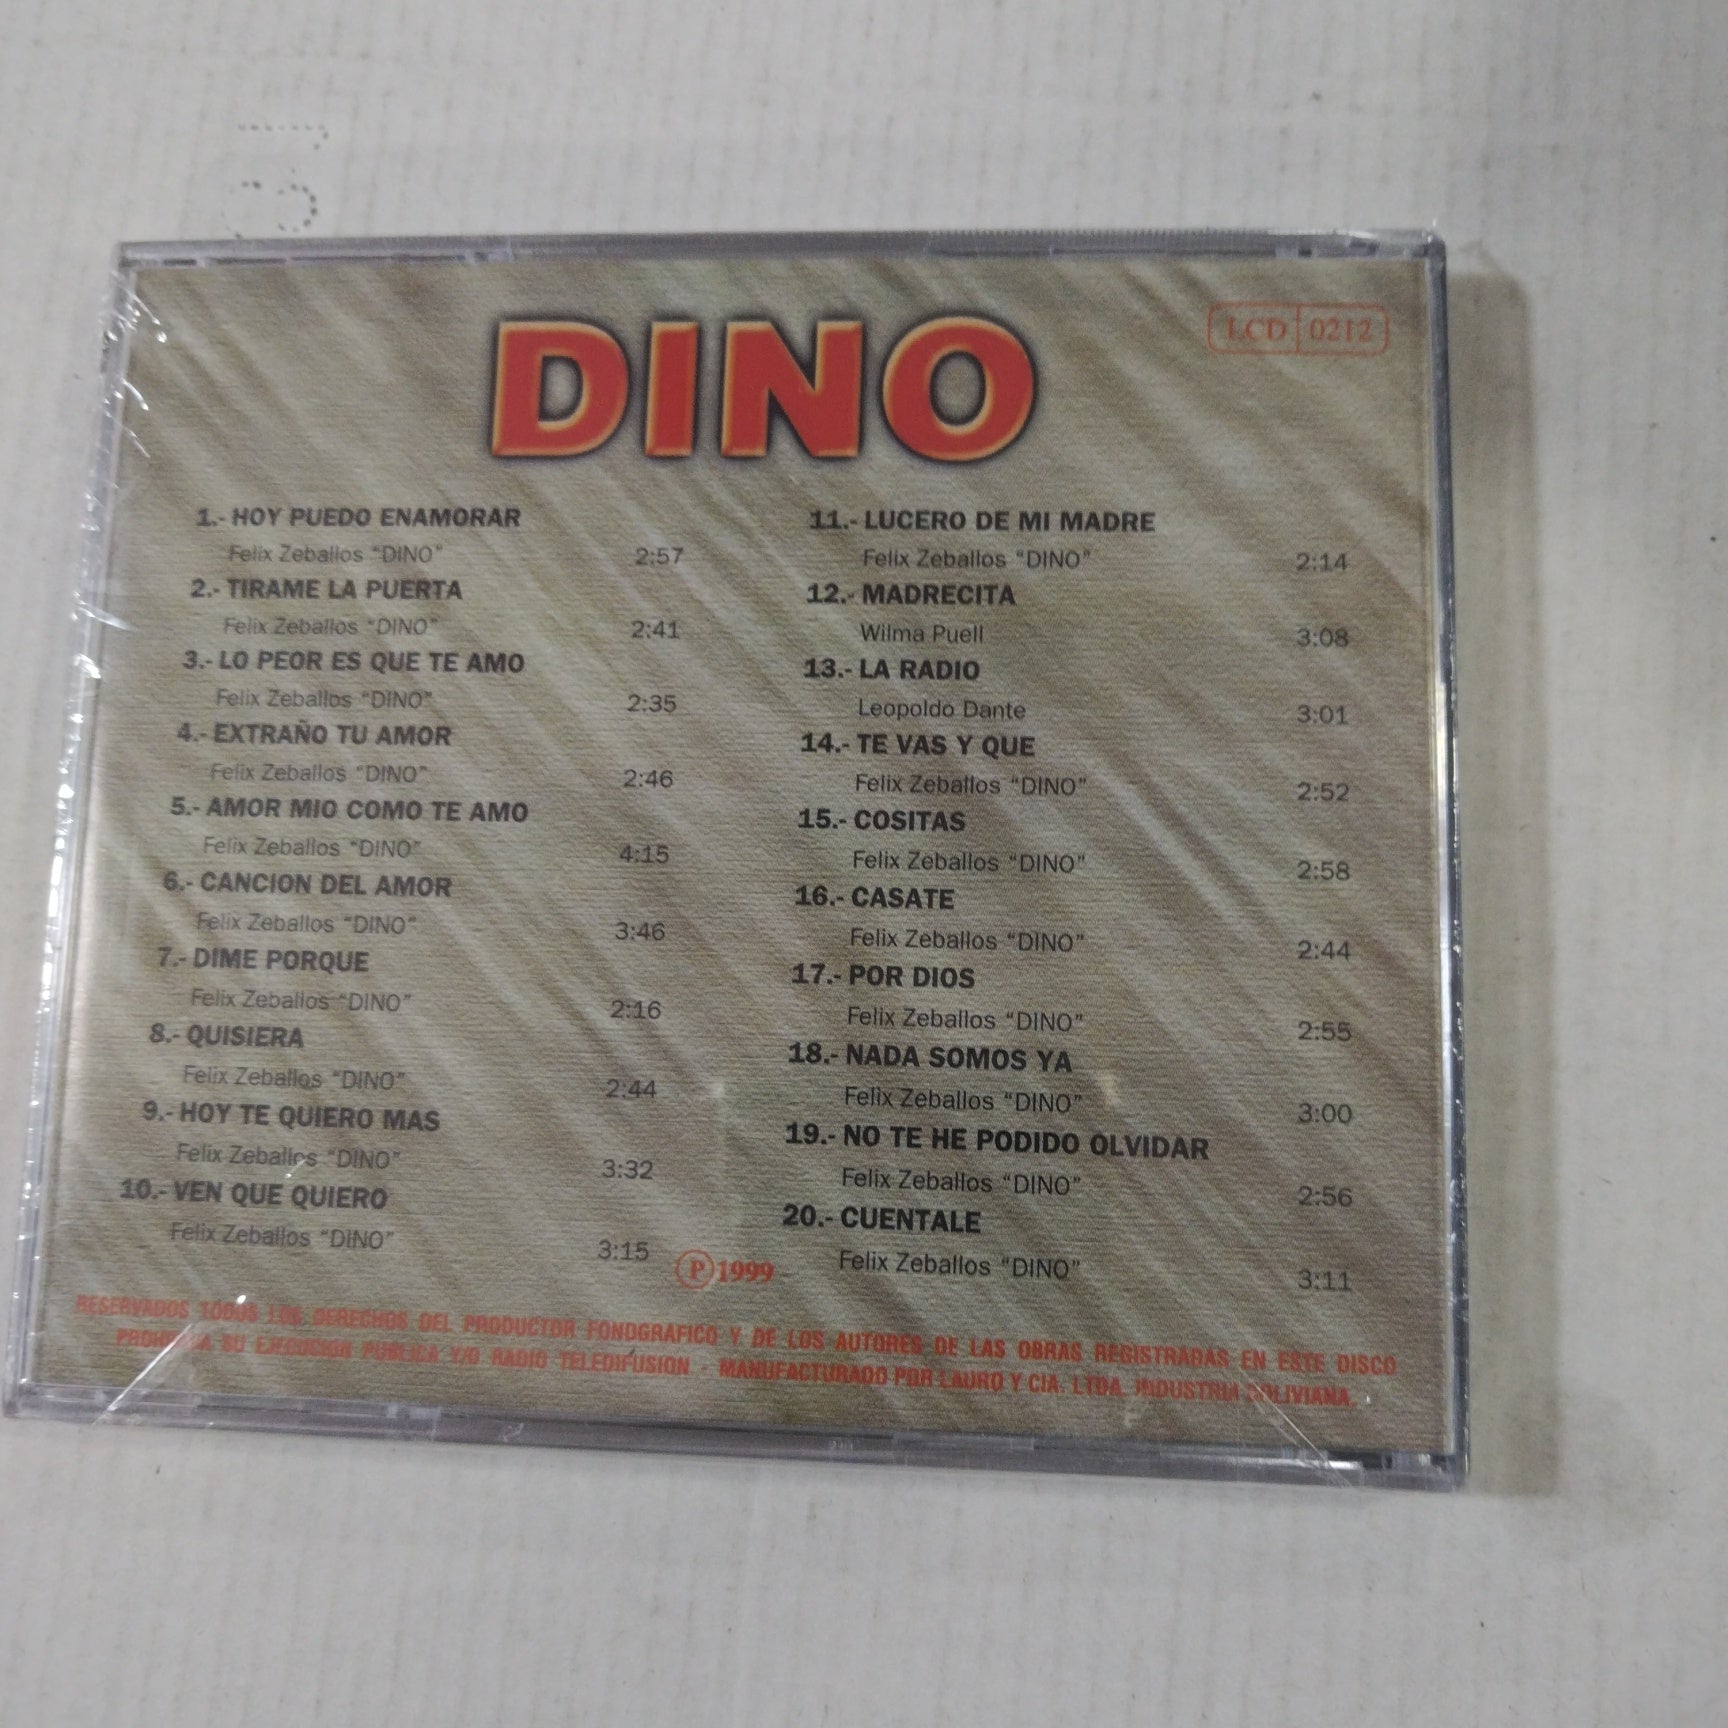 DINO
LCD 0212
1.- HOY PUEDO ENAMORAR
Felix Zeballos "DINO" 2:57
2.- TIRAME LA PUERTA
Felix Zeballos "DINO" 2:41
3.- LO PEOR ES QUE TE AMO
Felix Zeballos "DINO" 2:35
4.- EXTRAÑO TU AMOR
Felix Zeballos "DINO" 2:46
5.- AMOR MIO COMO TE AMO
Felix Zeballos "DINO" 4:15
6.- CANCION DEL AMOR
Felix Zeballos "DINO" 3:46
7.- DIME PORQUE
Felix Zeballos "DINO" 2:16
8.- QUISIERA
Felix Zeballos "DINO" 2:44
9.- HOY TE QUIERO MAS
Felix Zeballos "DINO" 3:32
10.- VEN QUE QUIERO
Felix Zeballos "DINO" 3:15
11.- LUCERO DE MI MADRE
Felix Zeballos "DINO" 2:14
12.- MADRECITA
Wilma Puell 3:08
13.- LA RADIO
Leopoldo Dante 3:01
14.- TE VAS Y QUE
Felix Zeballos "DINO" 2:52
15.- COSITAS
Felix Zeballos "DINO" 2:58
16.- CASATE
Felix Zeballos "DINO" 2:44
17.- POR DIOS
Felix Zeballos "DINO" 2:55
18.- NADA SOMOS YA
Felix Zeballos "DINO" 3:00
19.- NO TE HE PODIDO OLVIDAR
Felix Zeballos "DINO" 2:56
20.- CUENTALE
Felix Zeballos "DINO" 3:11
℗ 1999
RESERVADOS TODOS LOS DERECHOS DEL PRODUCTOR FONOGRAFICO Y DE LOS AUTORES DE LAS OBRAS REGISTRADAS EN ESTE DISCO
PROHIBIDA SU EJECUCION PUBLICA Y/O RADIO TELEDIFUSION - MANUFACTURADO POR LAURO Y CIA. LTDA. INDUSTRIA BOLIVIANA.